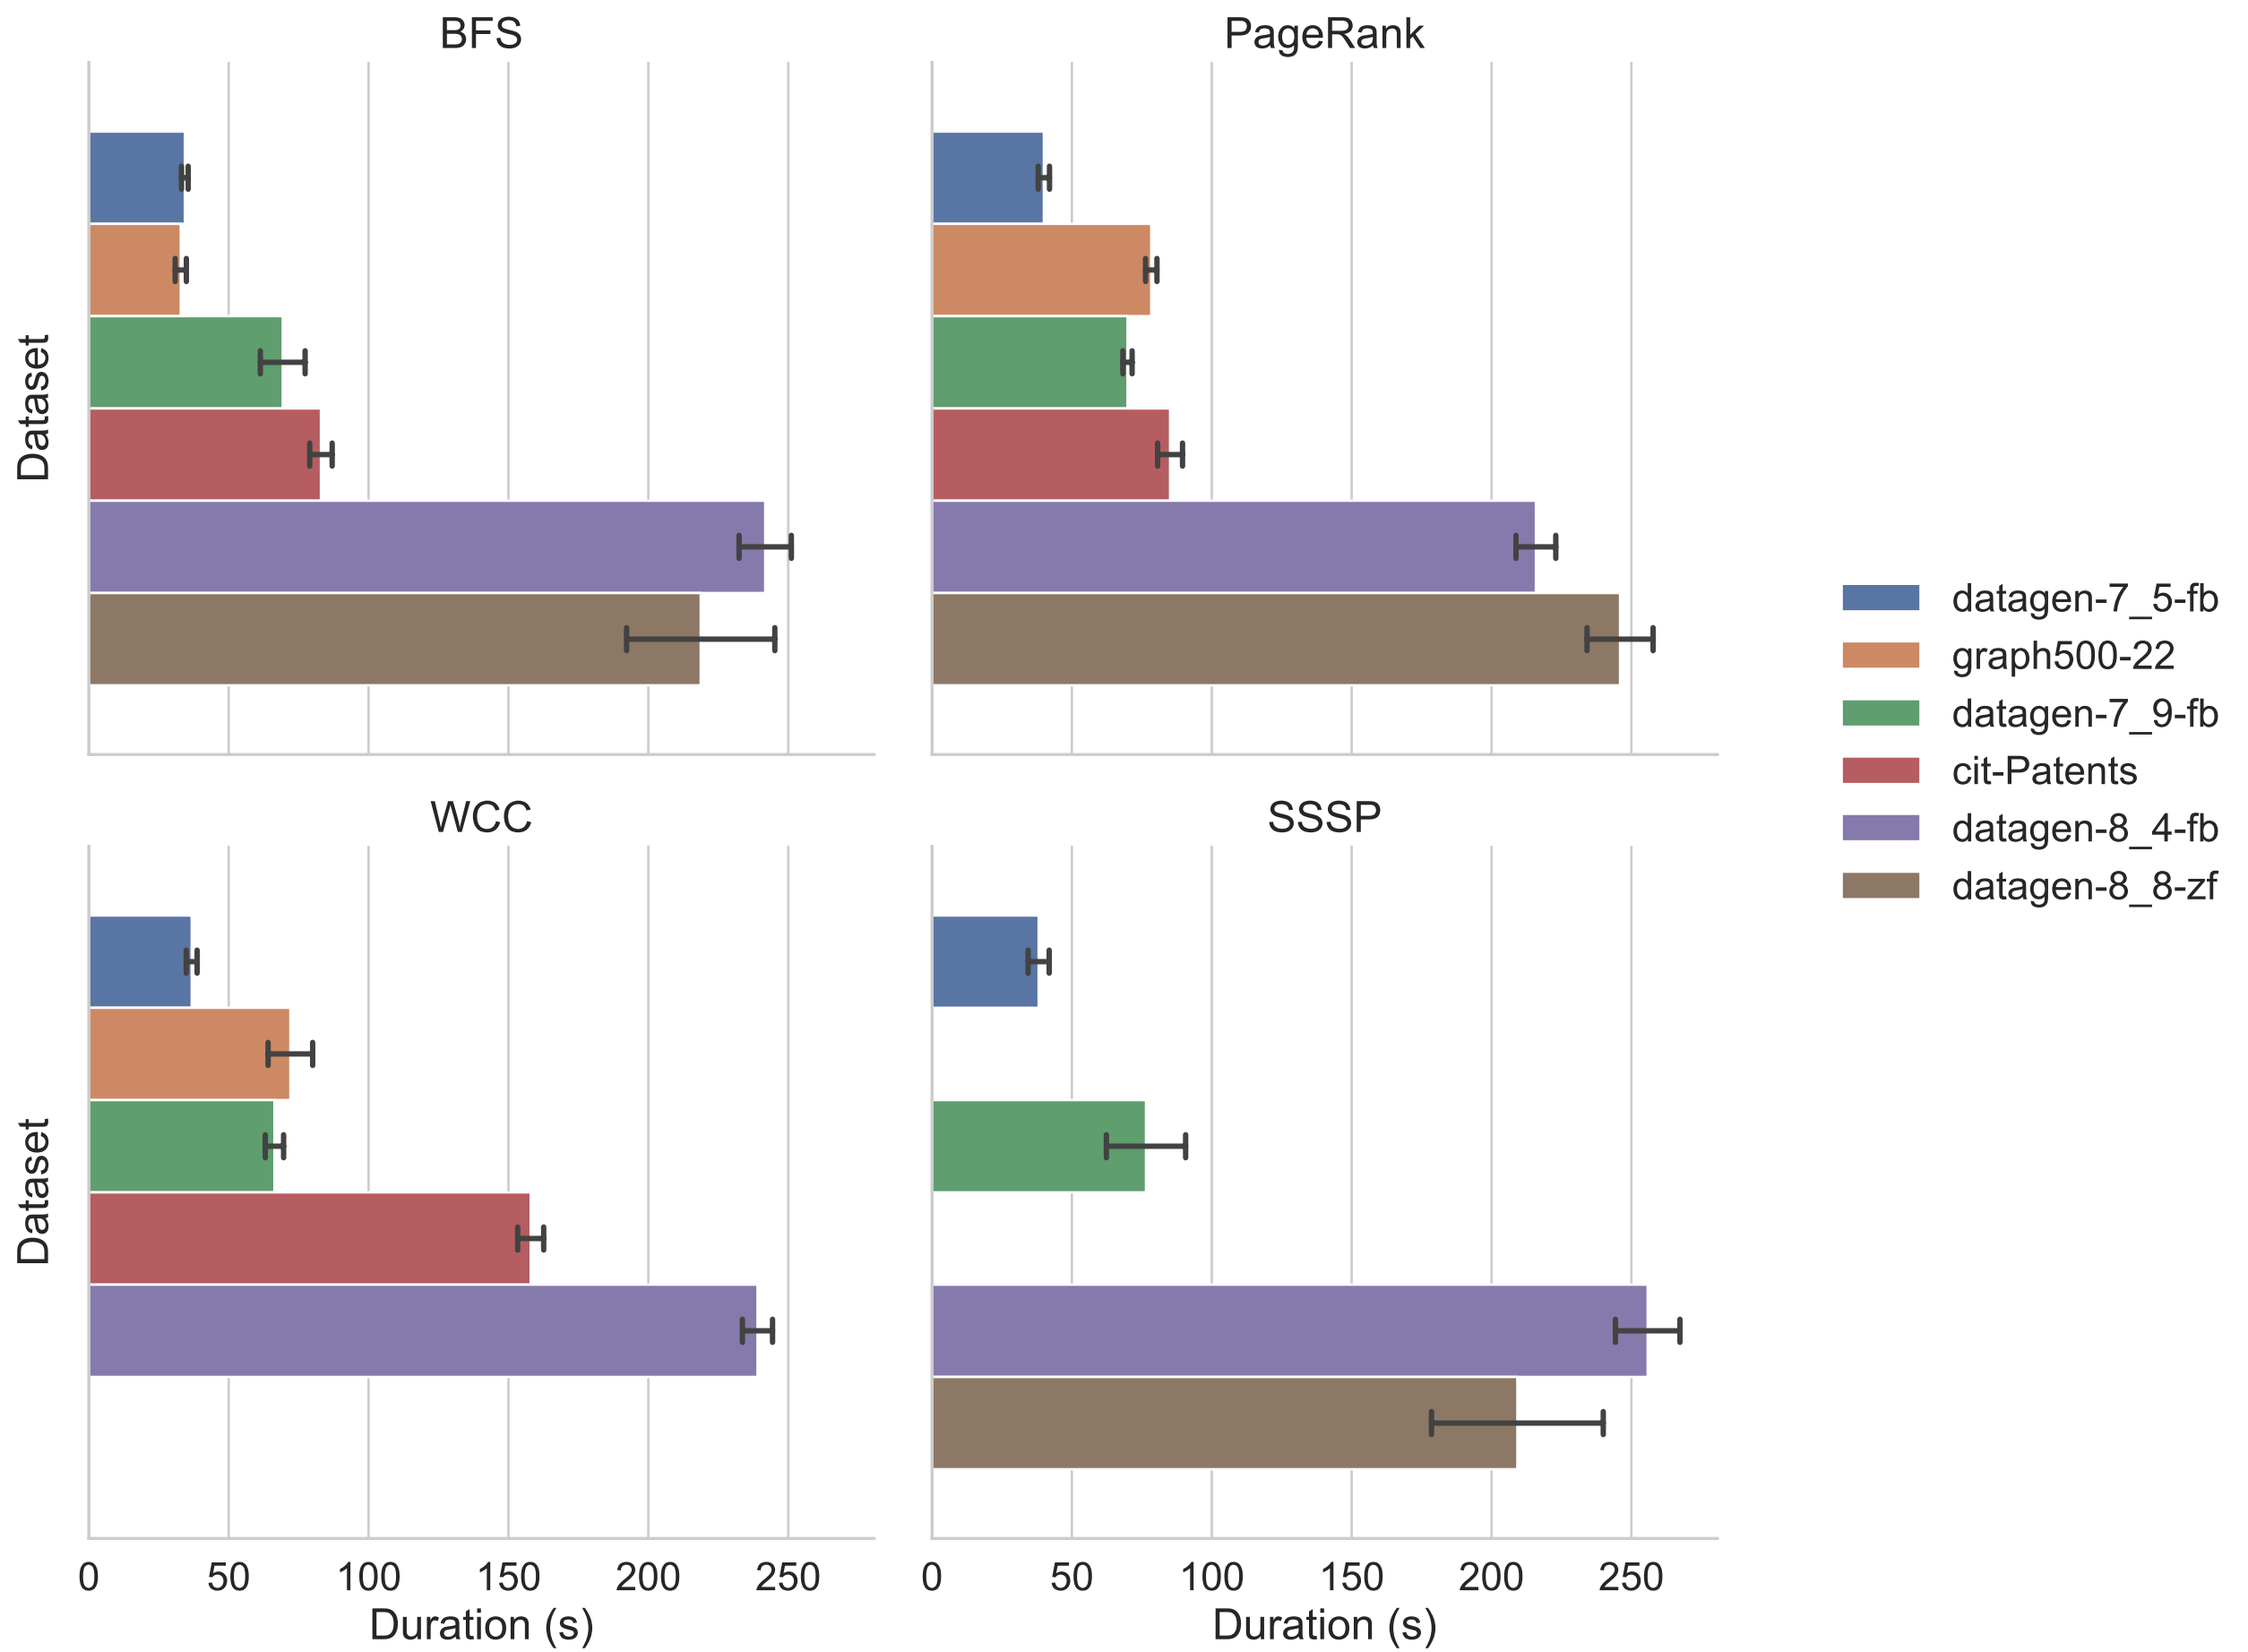 BFS
PageRank
Dataset
datagen-7_5-fb
graph500-22
datagen-7_9-fb
cit-Patents
datagen-8_4-fb
datagen-8_8-zf
WCC
SSSP
Dataset
0 50 100 150 200 250
0 50 100 150 200 250
Duration (s)
Duration (s)